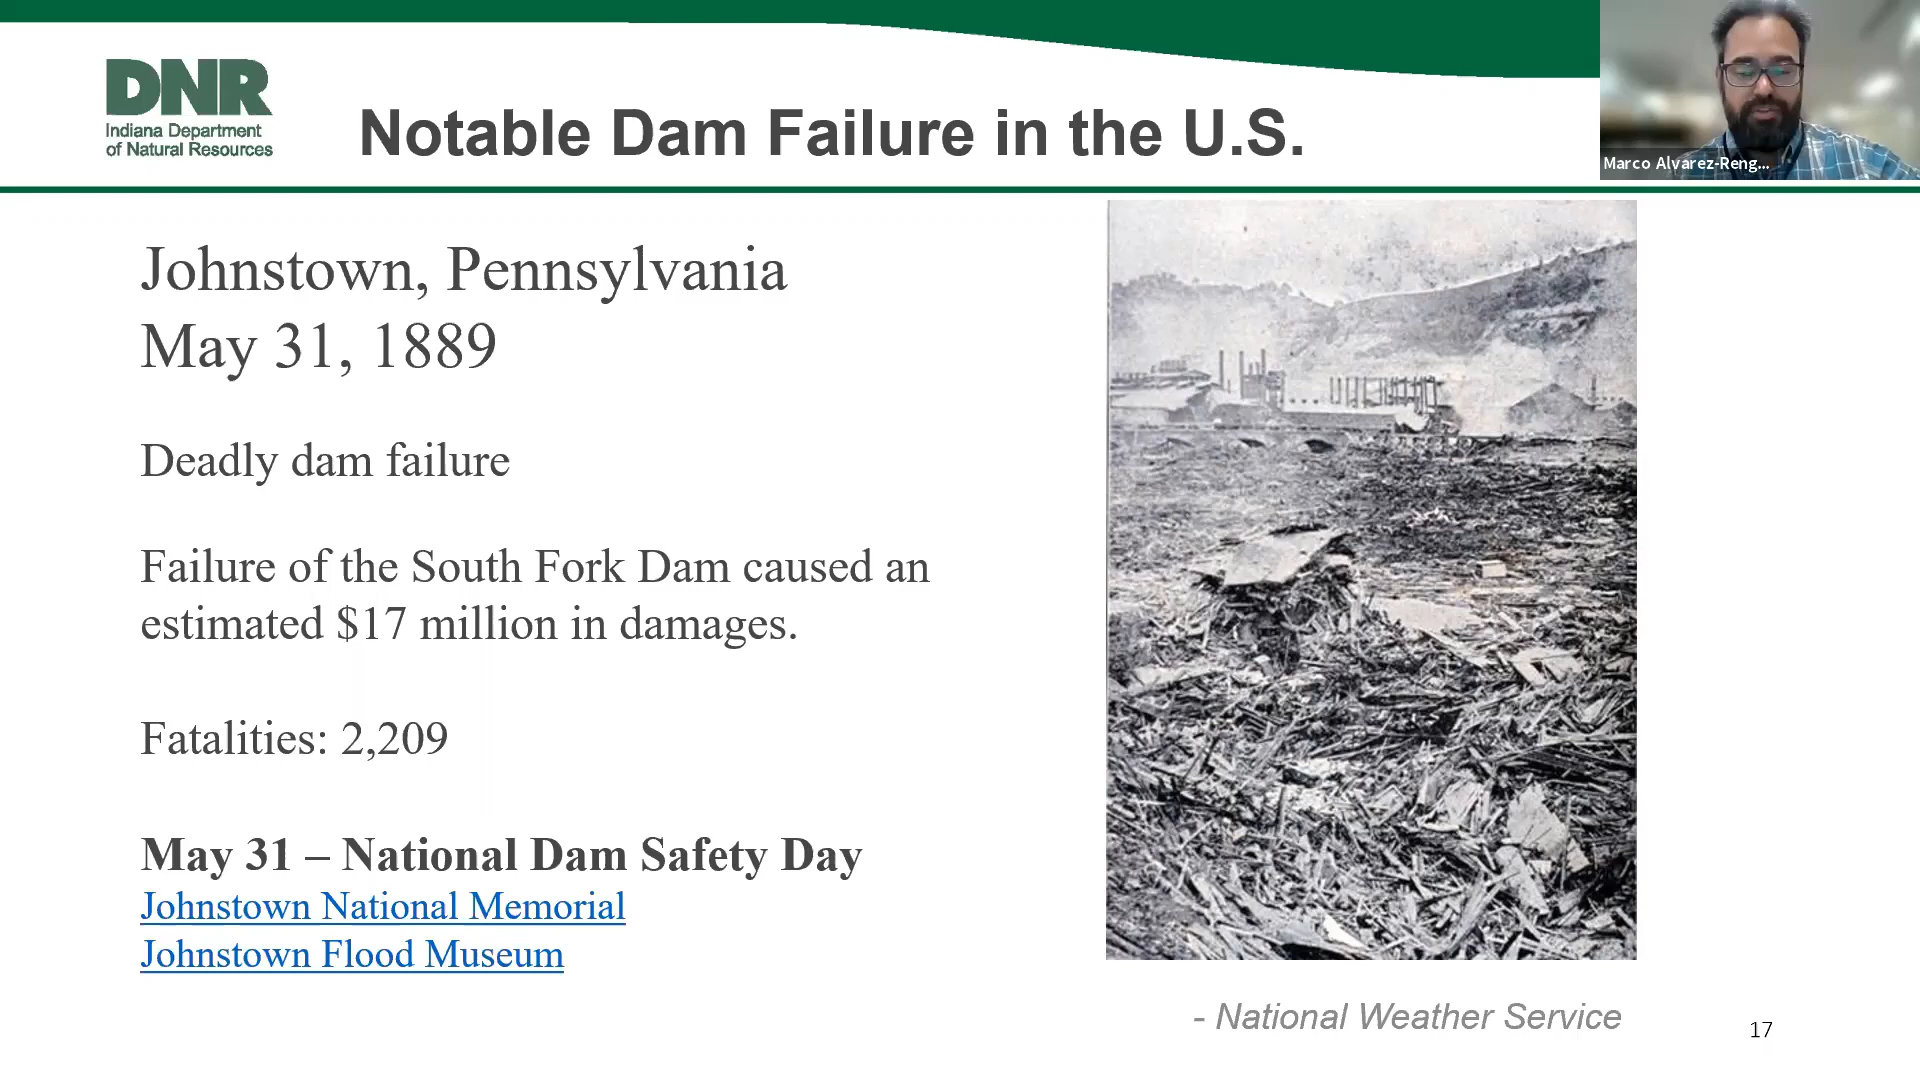 DNR
Indiana Department
of Natural Resources
Notable Dam Failure in the U.S.
Marco Alvarez-Reng...
Johnstown, Pennsylvania
May 31, 1889
Deadly dam failure
Failure of the South Fork Dam caused an
estimated $17 million in damages.
Fatalities: 2,209
May 31 – National Dam Safety Day
Johnstown National Memorial
Johnstown Flood Museum
- National Weather Service
17